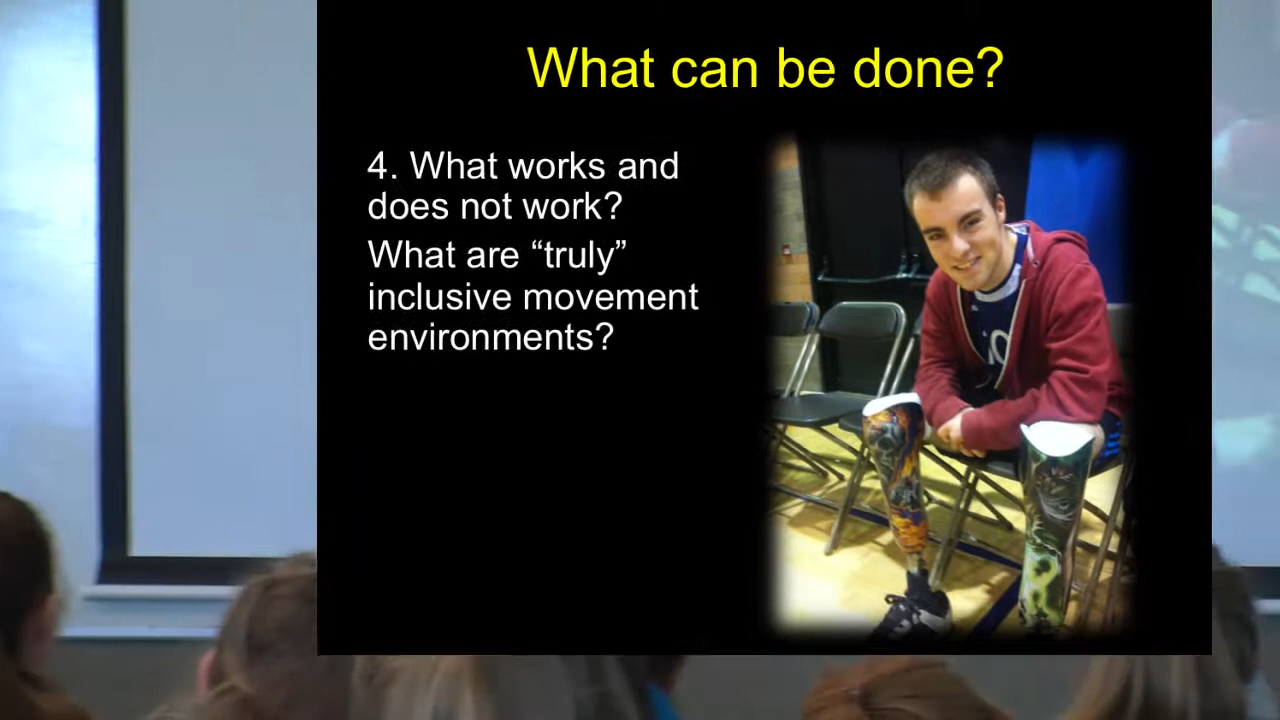 What can be done?
4. What works and
does not work?
What are “truly”
inclusive movement
environments?